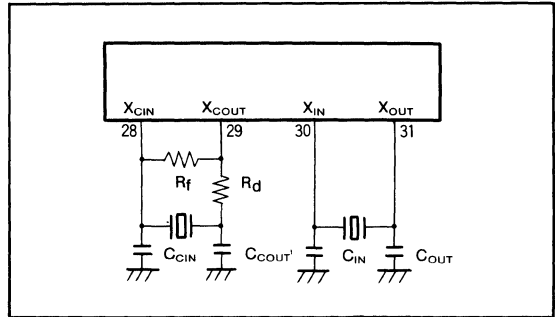 XCIN XCOUT XIN XOUT
28 29 30 31
Rf Rd
CCIN CCOUT' CIN COUT